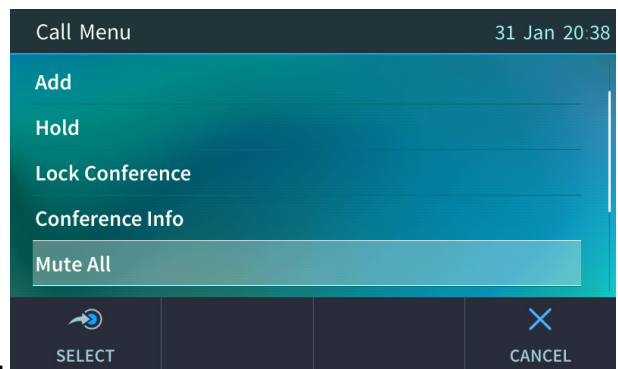 Call Menu 31 Jan 20:38
Add
Hold
Lock Conference
Conference Info
Mute All
SELECT CANCEL